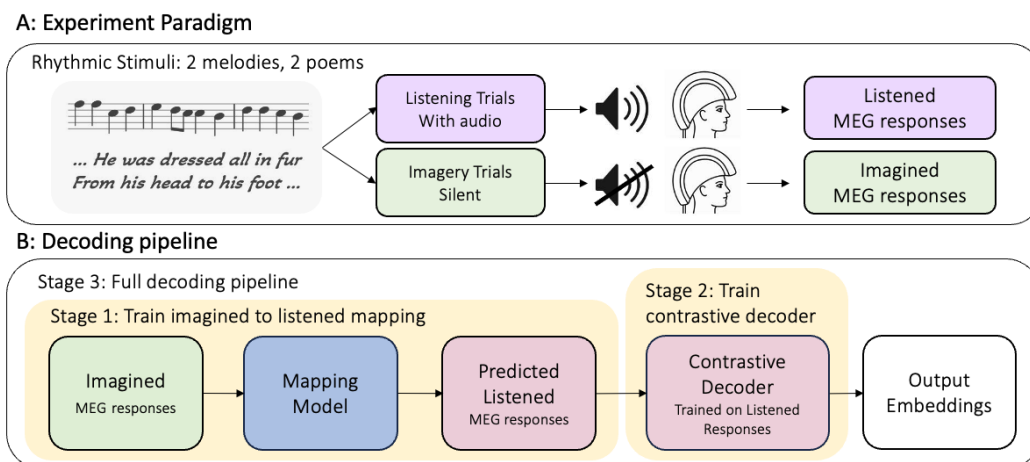 A: Experiment Paradigm
Rhythmic Stimuli: 2 melodies, 2 poems
... He was dressed all in fur
From his head to his foot ...
Listening Trials
With audio
Listened
MEG responses
Imagery Trials
Silent
Imagined
MEG responses
B: Decoding pipeline
Stage 3: Full decoding pipeline
Stage 1: Train imagined to listened mapping
Stage 2: Train
contrastive decoder
Imagined
MEG responses
Mapping
Model
Predicted
Listened
MEG responses
Contrastive
Decoder
Trained on Listened
Responses
Output
Embeddings